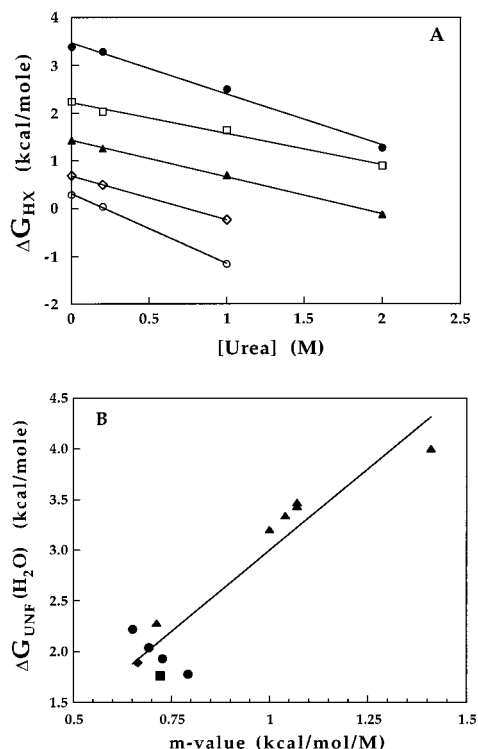 A
4
3
2
1
0
-1
-2
ΔG_HX (kcal/mole)
0 0.5 1 1.5 2 2.5
[Urea] (M)
B
4.5
4.0
3.5
3.0
2.5
2.0
1.5
ΔG_UNF (H₂O) (kcal/mole)
0.5 0.75 1 1.25 1.5
m-value (kcal/mol/M)